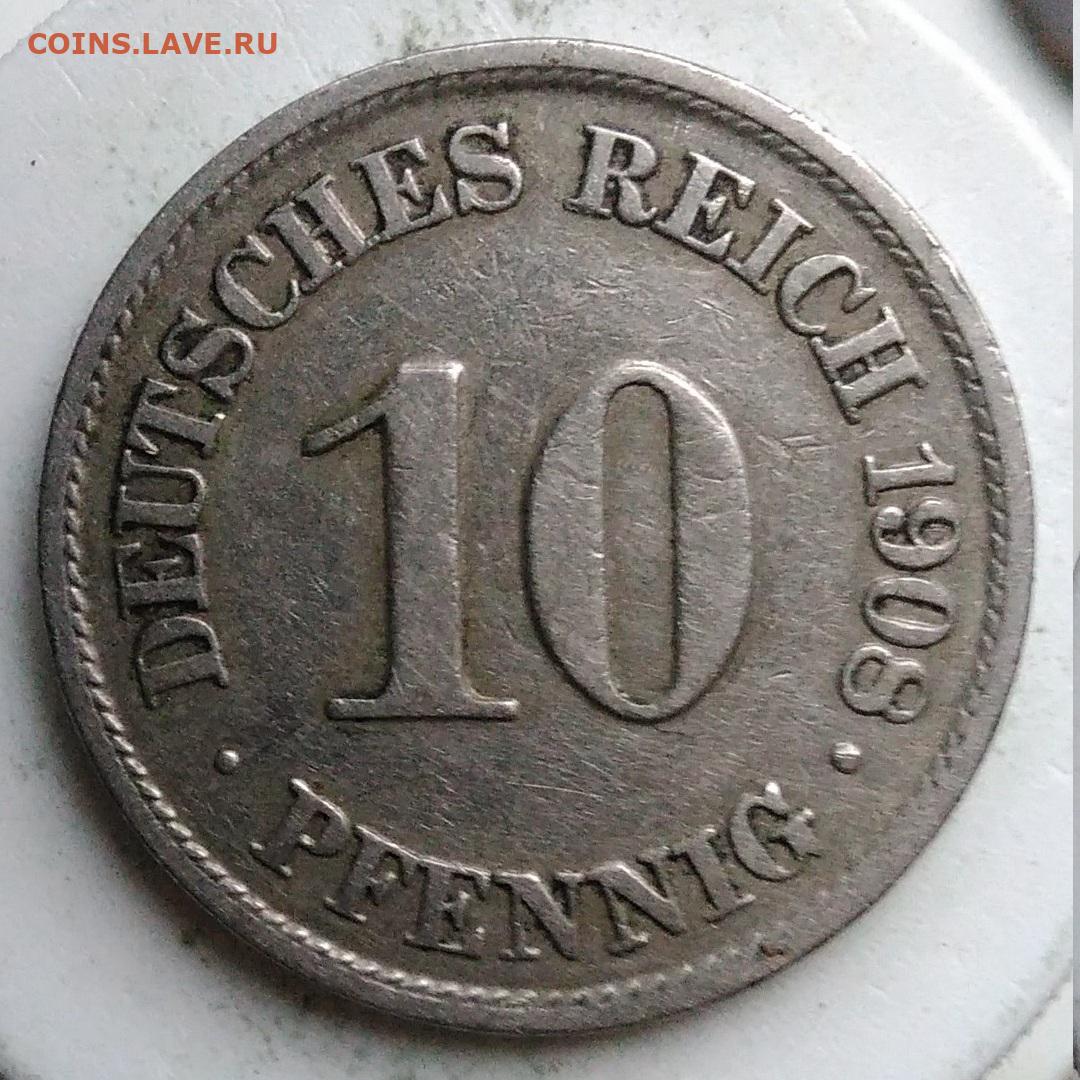 COINS.LAVE.RU
DEUTSCHES REICH 1908
10
• PFENNIG •